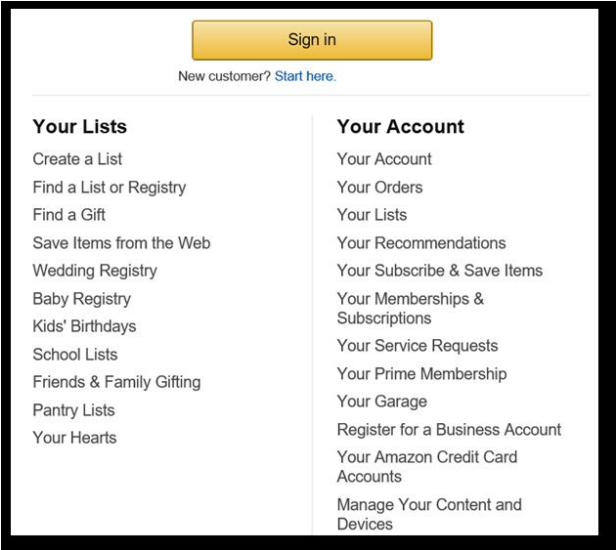 Sign in
New customer? Start here.
Your Lists
Create a List
Find a List or Registry
Find a Gift
Save Items from the Web
Wedding Registry
Baby Registry
Kids' Birthdays
School Lists
Friends & Family Gifting
Pantry Lists
Your Hearts
Your Account
Your Account
Your Orders
Your Lists
Your Recommendations
Your Subscribe & Save Items
Your Memberships &
Subscriptions
Your Service Requests
Your Prime Membership
Your Garage
Register for a Business Account
Your Amazon Credit Card
Accounts
Manage Your Content and
Devices